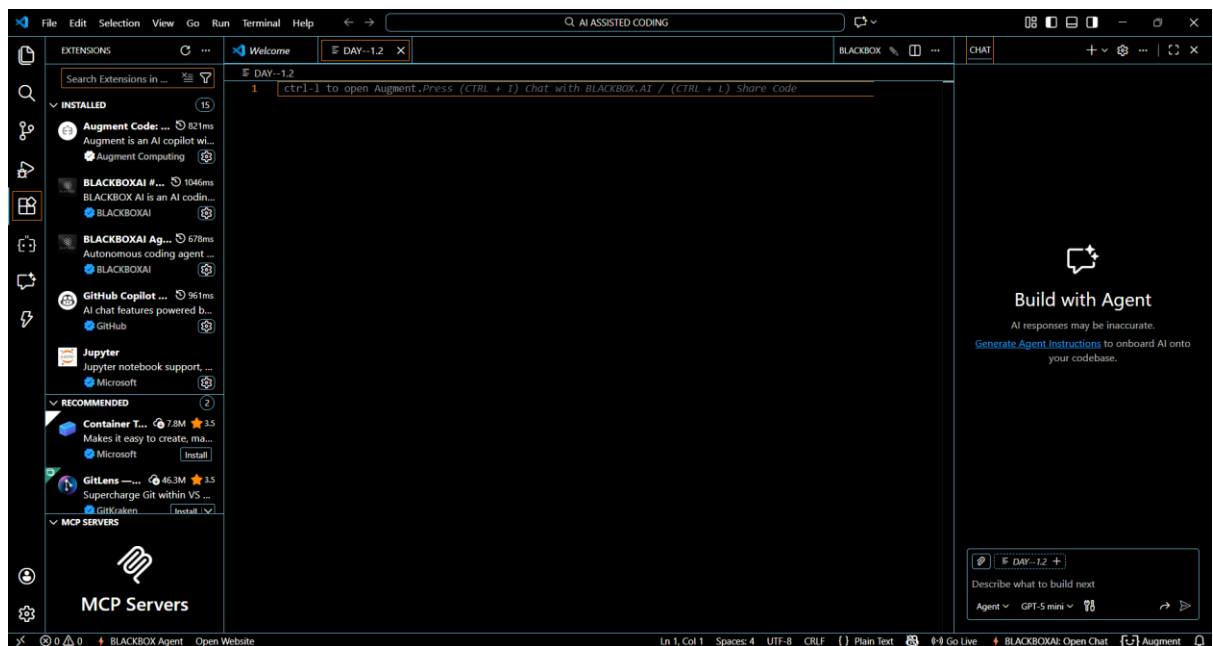 File Edit Selection View Go Run Terminal Help
AI ASSISTED CODING
EXTENSIONS
Search Extensions in ...
INSTALLED
15
Augment Code: ... 821ms
Augment is an AI copilot wi...
Augment Computing
BLACKBOXAI #... 1046ms
BLACKBOX AI is an AI codin...
BLACKBOXAI
BLACKBOXAI Ag... 678ms
Autonomous coding agent ...
BLACKBOXAI
GitHub Copilot ... 961ms
AI chat features powered b...
GitHub
Jupyter
Jupyter notebook support, ...
Microsoft
RECOMMENDED
2
Container T... 7.8M 3.5
Makes it easy to create, ma...
Microsoft
Install
GitLens —... 46.3M 3.5
Supercharge Git within VS ...
GitKraken
Install
MCP SERVERS
MCP Servers
Welcome
DAY--1.2
BLACKBOX
DAY--1.2
1 ctrl-l to open Augment.Press (CTRL + I) Chat with BLACKBOX.AI / (CTRL + L) Share Code
CHAT
Build with Agent
AI responses may be inaccurate.
Generate Agent Instructions to onboard AI onto
your codebase.
DAY--1.2
Describe what to build next
Agent GPT-5 mini
0 0 BLACKBOX Agent Open Website
Ln 1, Col 1 Spaces: 4 UTF-8 CRLF {} Plain Text Go Live BLACKBOXAI: Open Chat Augment